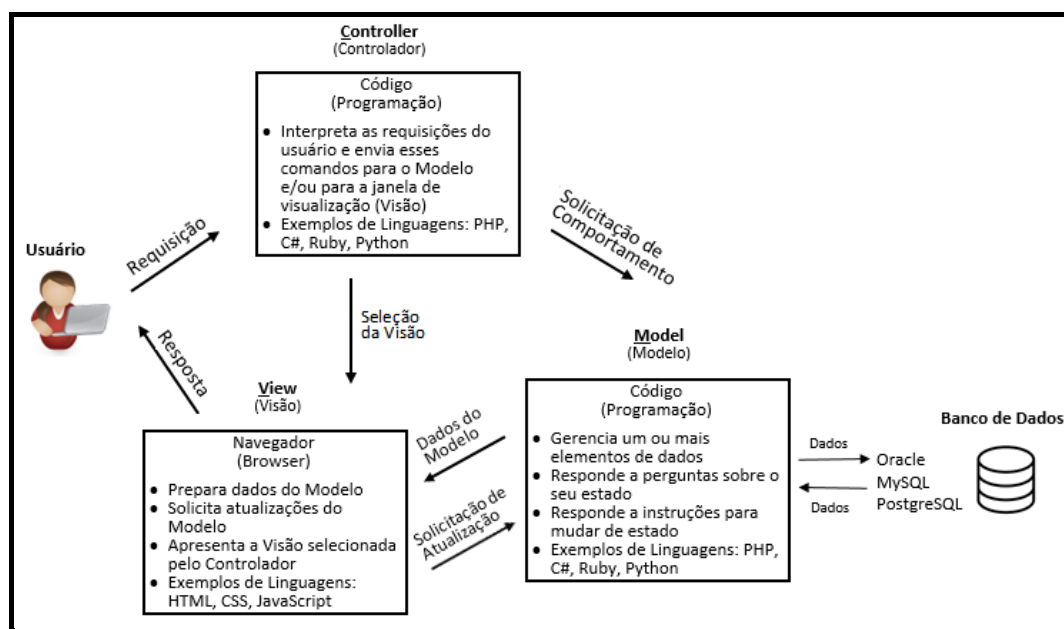 Controller
(Controlador)
Código
(Programação)
• Interpreta as requisições do
usuário e envia esses
comandos para o Modelo
e/ou para a janela de
visualização (Visão)
• Exemplos de Linguagens: PHP,
C#, Ruby, Python
Usuário
Requisição
Solicitação de
Comportamento
Seleção
da Visão
Resposta
View
(Visão)
Navegador
(Browser)
• Prepara dados do Modelo
• Solicita atualizações do
Modelo
• Apresenta a Visão selecionada
pelo Controlador
• Exemplos de Linguagens:
HTML, CSS, JavaScript
Dados do
Modelo
Solicitação de
Atualização
Model
(Modelo)
Código
(Programação)
• Gerencia um ou mais
elementos de dados
• Responde a perguntas sobre o
seu estado
• Responde a instruções para
mudar de estado
• Exemplos de Linguagens: PHP,
C#, Ruby, Python
Banco de Dados
Dados
Oracle
MySQL
PostgreSQL
Dados